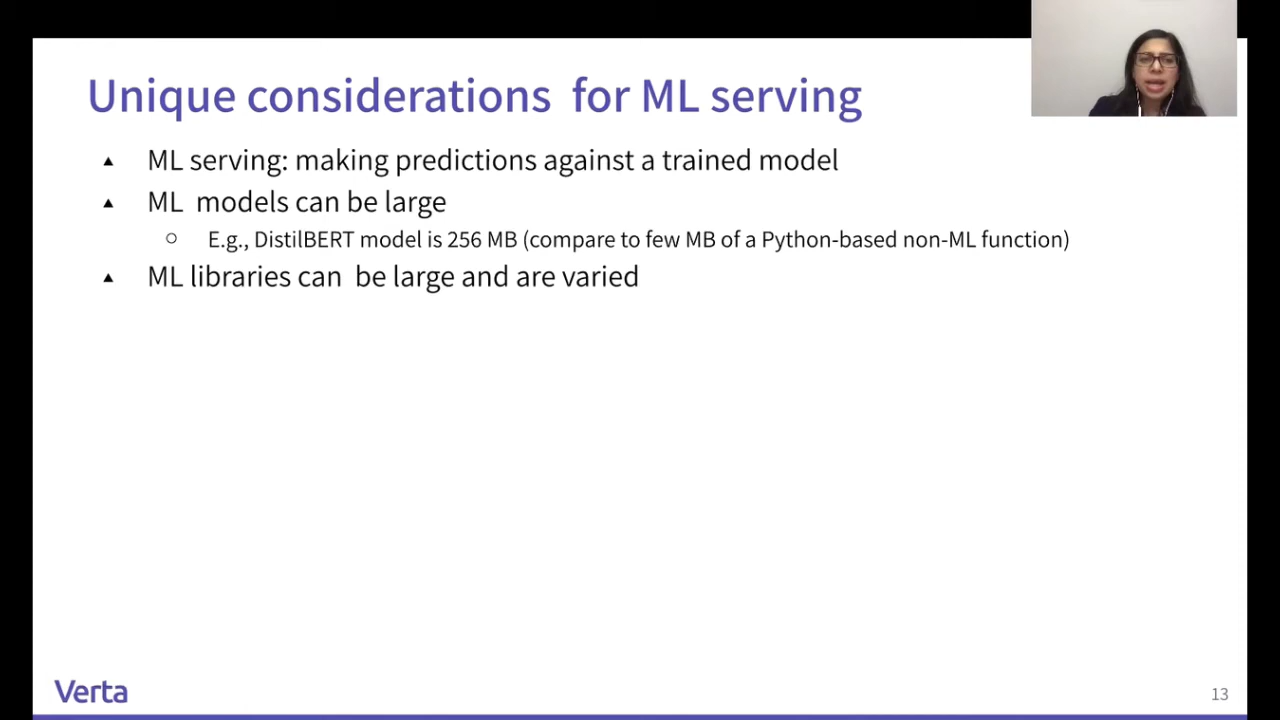 Unique considerations for ML serving
ML serving: making predictions against a trained model
ML models can be large
E.g., DistilBERT model is 256 MB (compare to few MB of a Python-based non-ML function)
ML libraries can be large and are varied
Verta
13